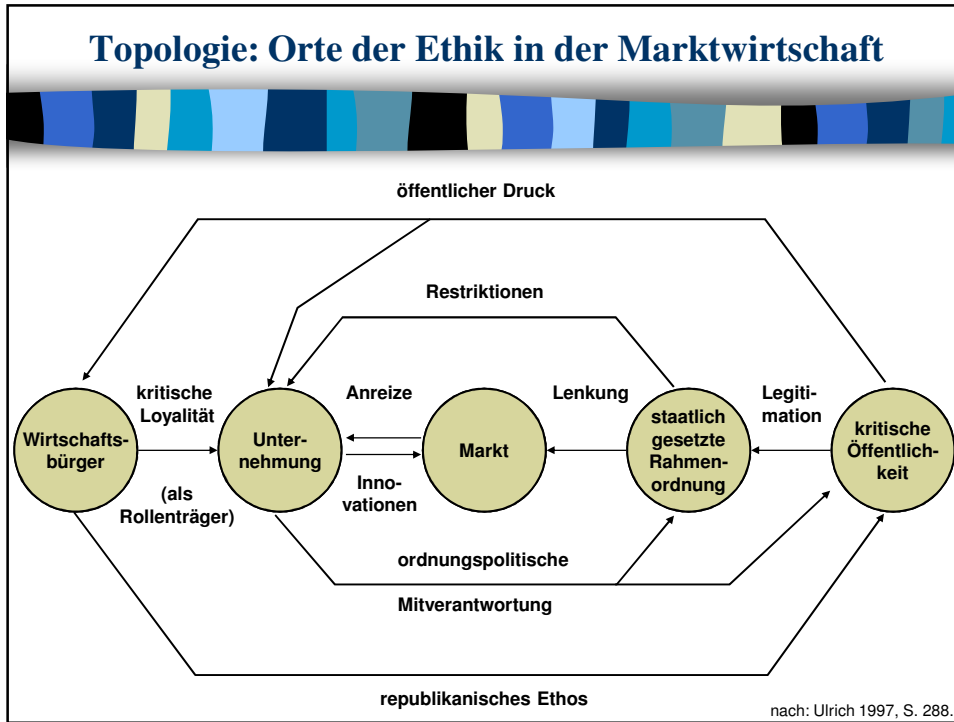 Topologie: Orte der Ethik in der Marktwirtschaft
öffentlicher Druck
Restriktionen
kritische
Loyalität
Anreize
Lenkung
Legiti-
mation
Wirtschafts-
bürger
Unter-
nehmung
Markt
staatlich
gesetzte
Rahmen-
ordnung
kritische
Öffentlich-
keit
(als
Rollenträger)
Inno-
vationen
ordnungspolitische
Mitverantwortung
republikanisches Ethos
nach: Ulrich 1997, S. 288.